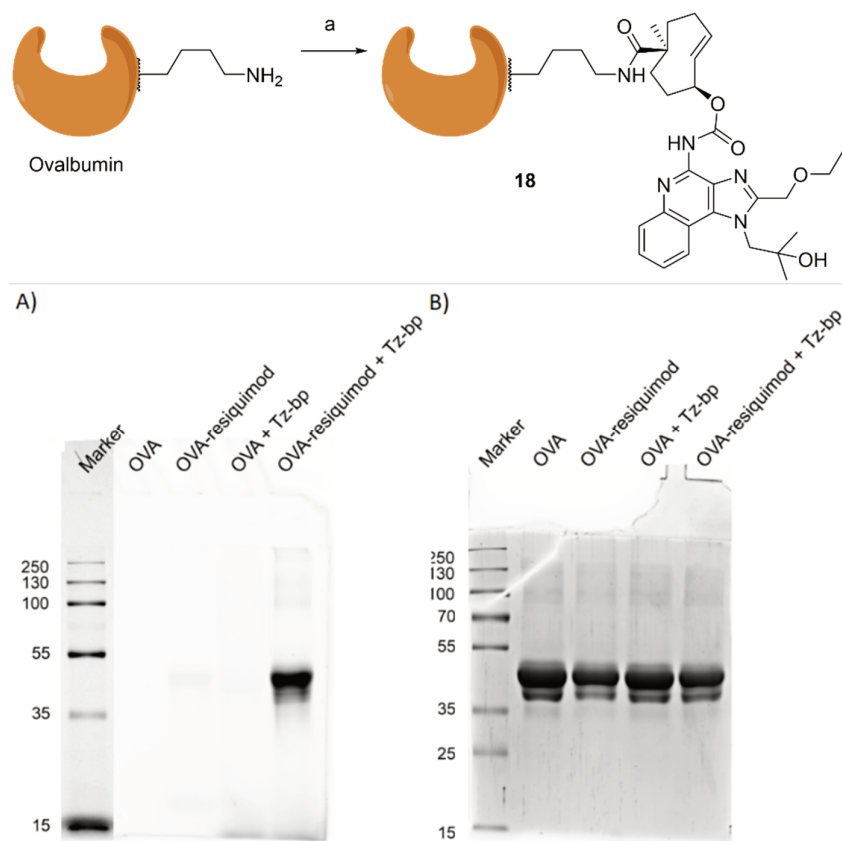 a
NH2
Ovalbumin
O
NH
O
HN
O
18
N
N
N
O
OH
A)
Marker
OVA
OVA-resiquimod
OVA + Tz-bp
OVA-resiquimod + Tz-bp
250
130
100
55
35
15
B)
Marker
OVA
OVA-resiquimod
OVA + Tz-bp
OVA-resiquimod + Tz-bp
250
130
100
70
55
35
25
15